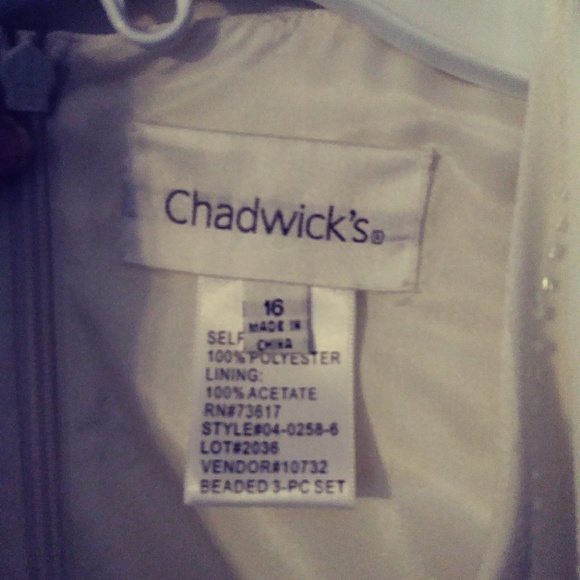 Chadwick's®
16
MADE IN
CHINA
SELF
100% POLYESTER
LINING:
100% ACETATE
RN#73617
STYLE#04-0258-6
LOT#2036
VENDOR#10732
BEADED 3-PC SET